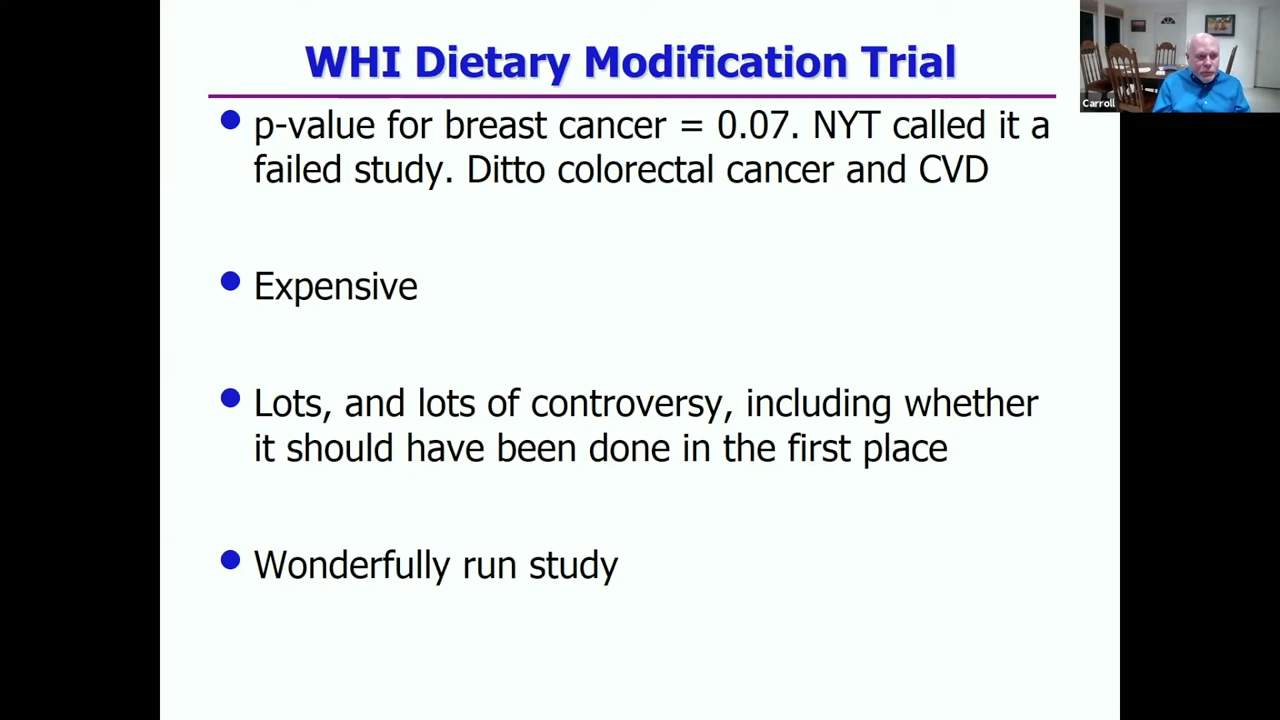 WHI Dietary Modification Trial
Carroll
p-value for breast cancer = 0.07. NYT called it a
failed study. Ditto colorectal cancer and CVD
Expensive
Lots, and lots of controversy, including whether
it should have been done in the first place
Wonderfully run study